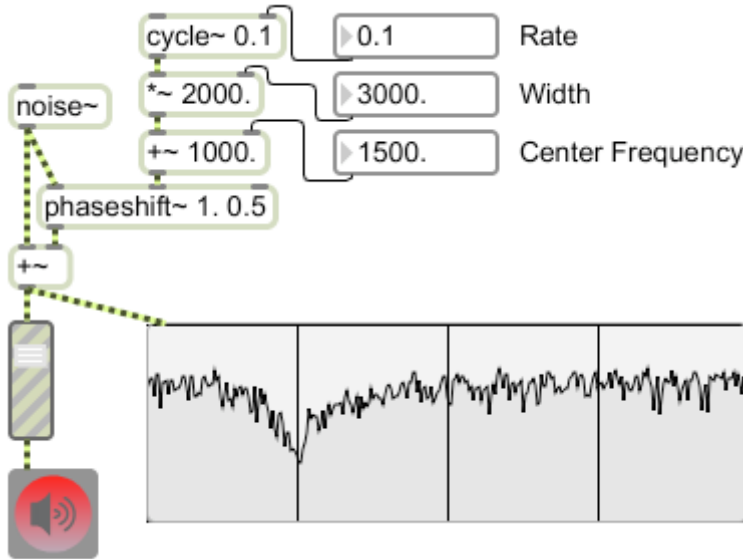 cycle~ 0.1
0.1
Rate
noise~
*~ 2000.
3000.
Width
+~ 1000.
1500.
Center Frequency
phaseshift~ 1. 0.5
+~